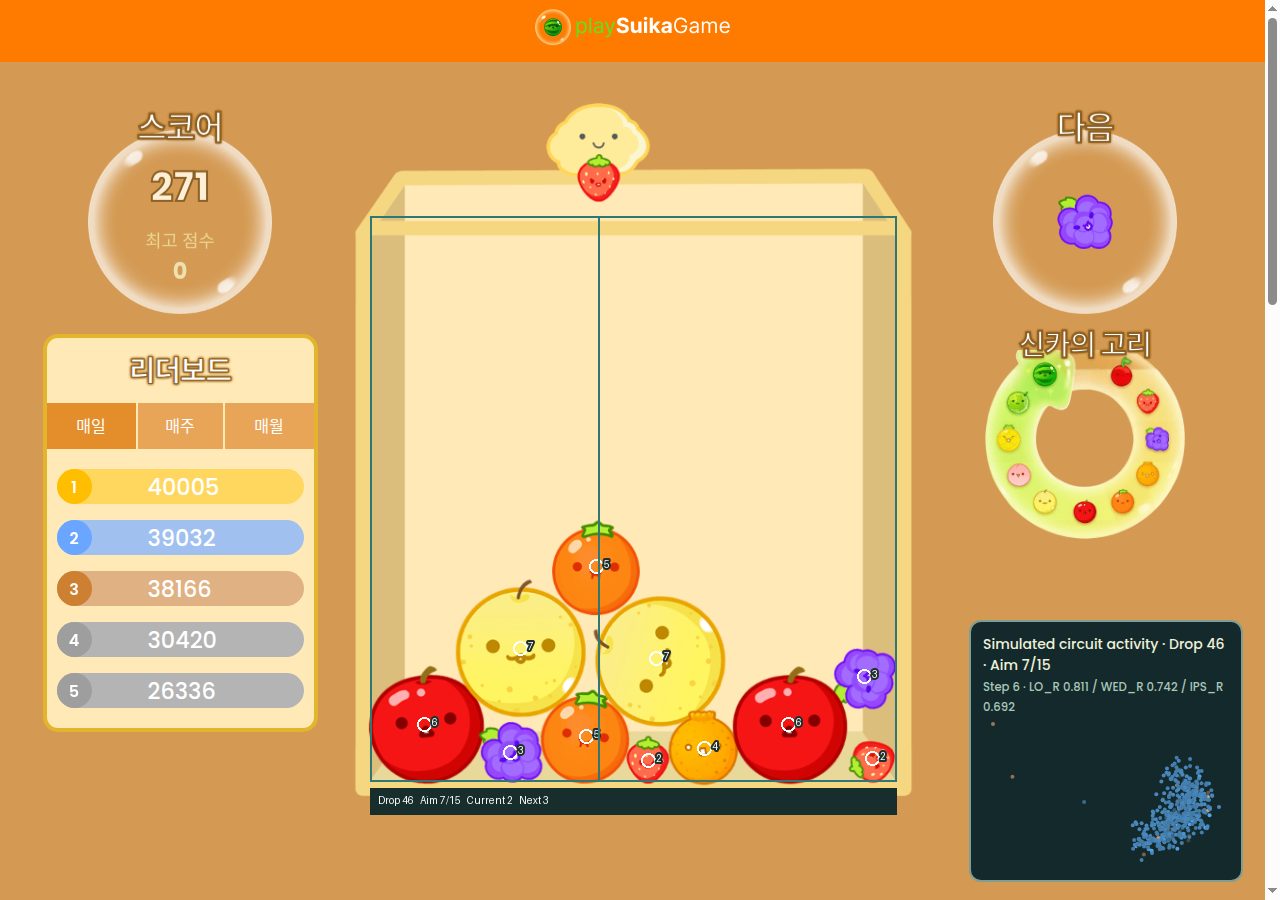 playSuikaGame
스코어
271
최고 점수
0
다음
신카의 고리
리더보드
매일
매주
매월
1 40005
2 39032
3 38166
4 30420
5 26336
5
7
7
3
6
3
5
2
4
6
2
Drop 46 Aim 7/15 Current 2 Next 3
Simulated circuit activity · Drop 46
· Aim 7/15
Step 6 · LO_R 0.811 / WED_R 0.742 / IPS_R
0.692